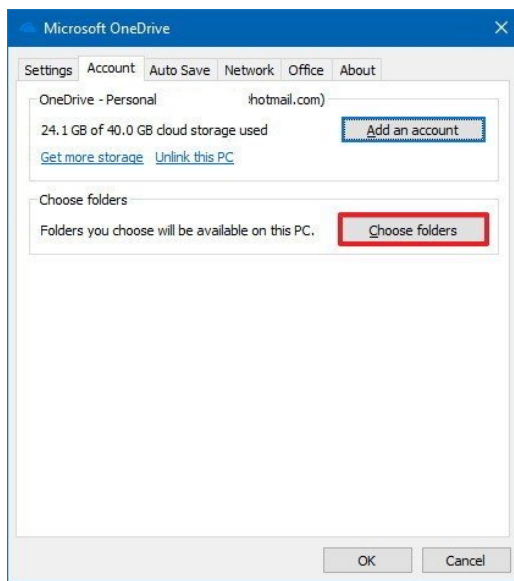 Microsoft OneDrive
Settings Account Auto Save Network Office About
OneDrive - Personal hotmail.com)
24.1 GB of 40.0 GB cloud storage used Add an account
Get more storage Unlink this PC
Choose folders
Folders you choose will be available on this PC. Choose folders
OK Cancel